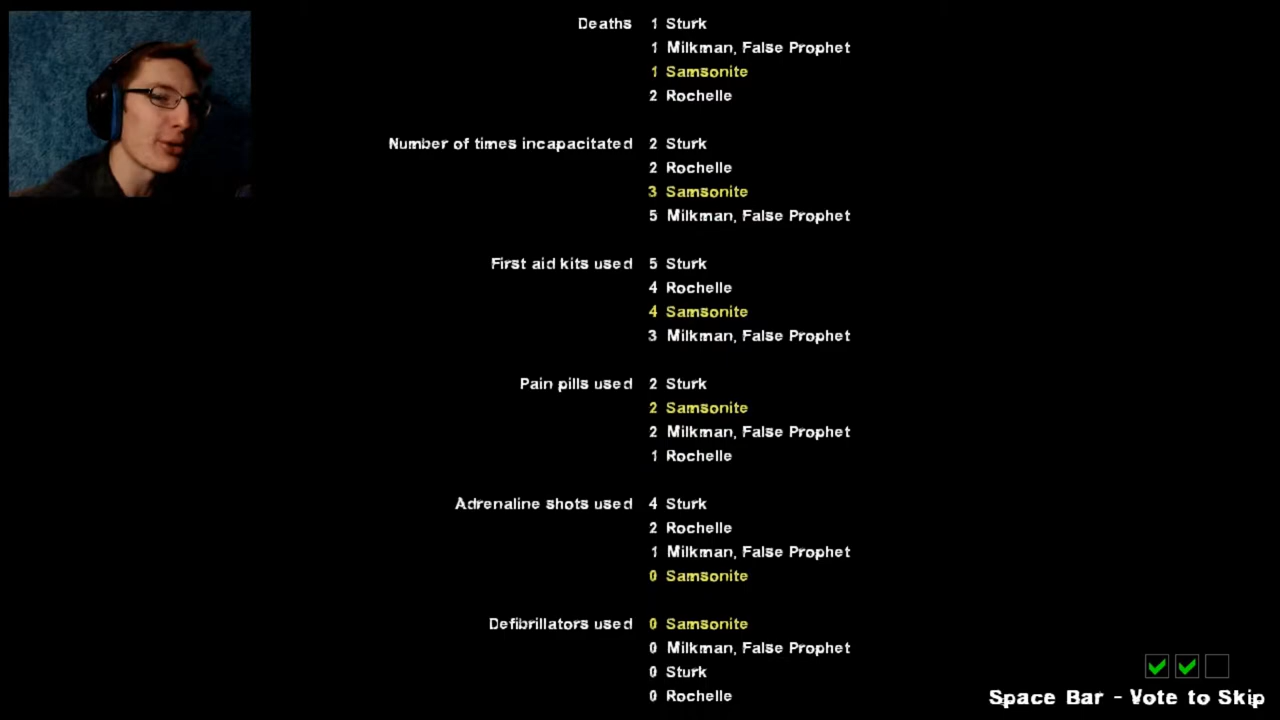 Deaths 1 Sturk
1 Milkman, False Prophet
1 Samsonite
2 Rochelle
Number of times incapacitated 2 Sturk
2 Rochelle
3 Samsonite
5 Milkman, False Prophet
First aid kits used 5 Sturk
4 Rochelle
4 Samsonite
3 Milkman, False Prophet
Pain pills used 2 Sturk
2 Samsonite
2 Milkman, False Prophet
1 Rochelle
Adrenaline shots used 4 Sturk
2 Rochelle
1 Milkman, False Prophet
0 Samsonite
Defibrillators used 0 Samsonite
0 Milkman, False Prophet
0 Sturk
0 Rochelle
Space Bar - Vote to Skip